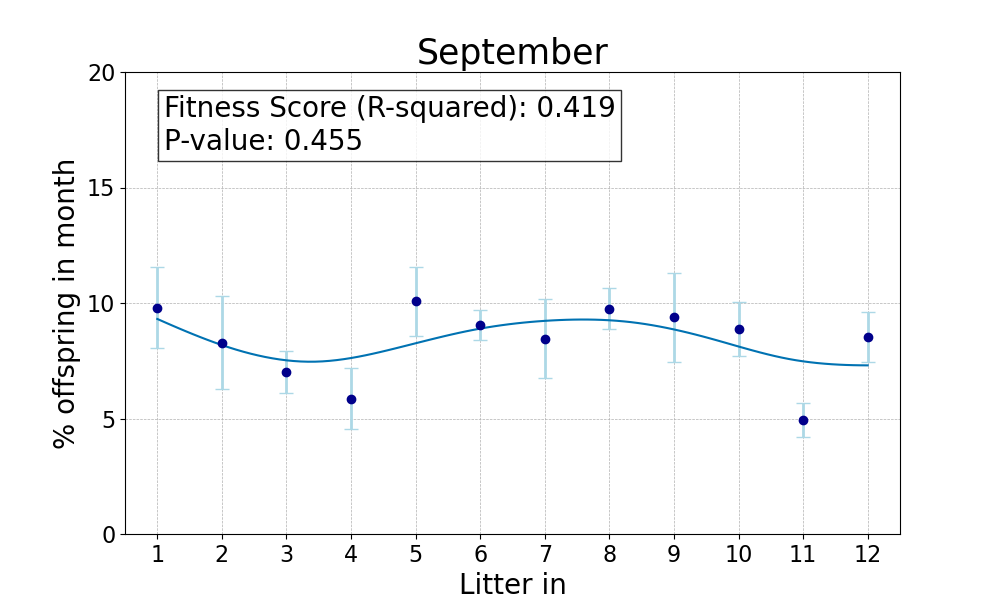 September
Fitness Score (R-squared): 0.419
P-value: 0.455
% offspring in month
20
15
10
5
0
1 2 3 4 5 6 7 8 9 10 11 12
Litter in